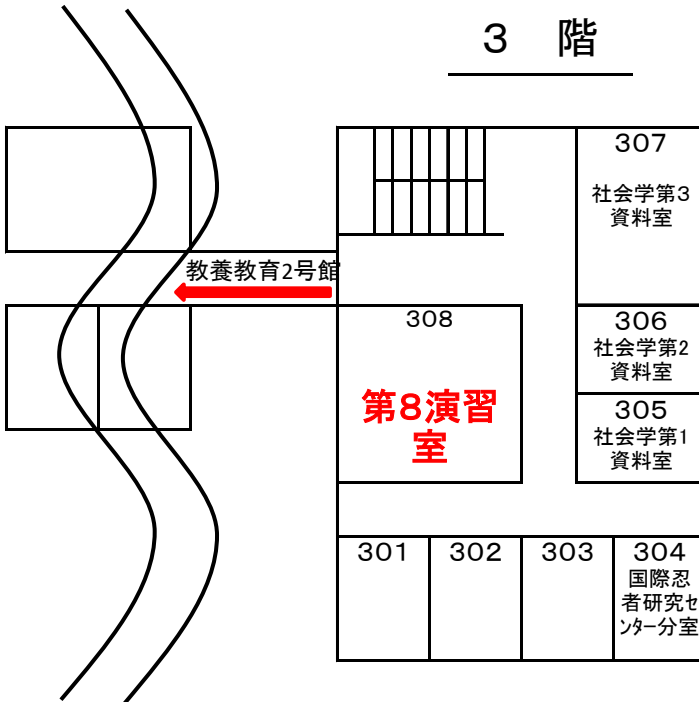 ３　階
307
社会学第3
資料室
教養教育2号館
308
306
社会学第2
資料室
第8演習
室
305
社会学第1
資料室
301
302
303
304
国際忍
者研究セ
ンター分室